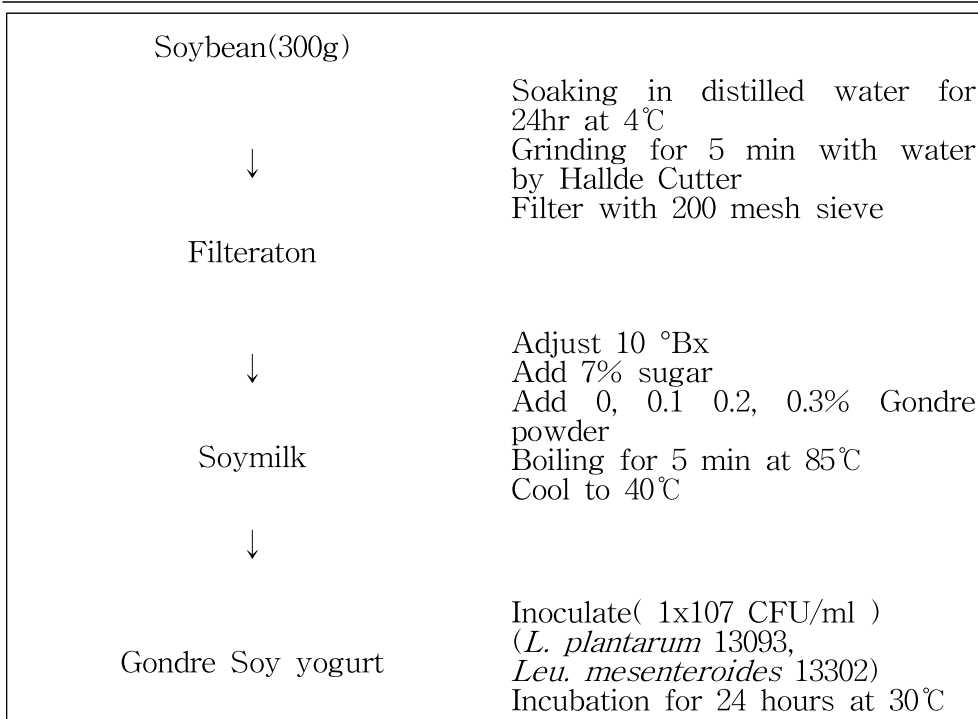 Soybean(300g)
Soaking in distilled water for
24hr at 4℃
↓
Grinding for 5 min with water
by Hallde Cutter
Filter with 200 mesh sieve
Filteraton
↓
Adjust 10 °Bx
Add 7% sugar
Add 0, 0.1 0.2, 0.3% Gondre
powder
Soymilk
Boiling for 5 min at 85℃
Cool to 40℃
↓
Inoculate( 1x107 CFU/ml )
(L. plantarum 13093,
Gondre Soy yogurt
Leu. mesenteroides 13302)
Incubation for 24 hours at 30℃